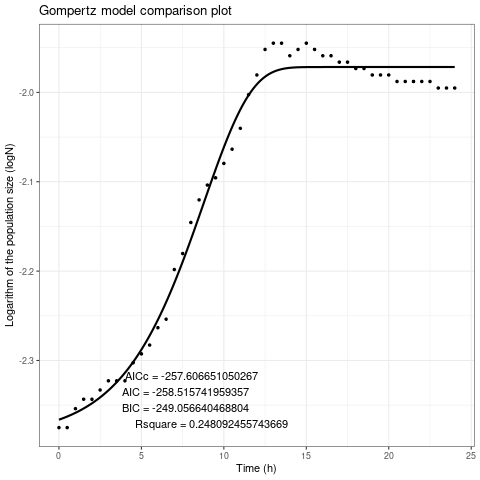 Gompertz model comparison plot
Logarithm of the population size (logN)
-2.0
-2.1
-2.2
-2.3
AICc = -257.606651050267
AIC = -258.515741959357
BIC = -249.056640468804
Rsquare = 0.248092455743669
0 5 10 15 20 25
Time (h)